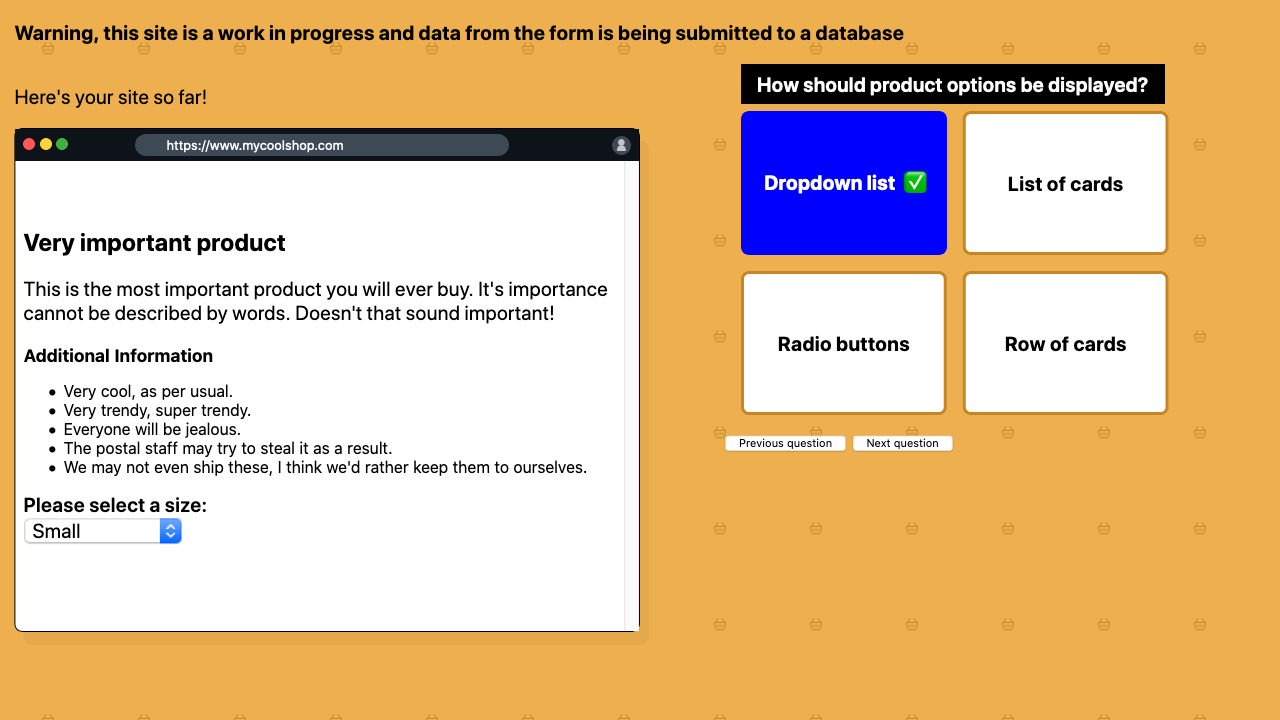 Warning, this site is a work in progress and data from the form is being submitted to a database
Here's your site so far!
https://www.mycoolshop.com
Very important product
This is the most important product you will ever buy. It's importance
cannot be described by words. Doesn't that sound important!
Additional Information
Very cool, as per usual.
Very trendy, super trendy.
Everyone will be jealous.
The postal staff may try to steal it as a result.
We may not even ship these, I think we'd rather keep them to ourselves.
Please select a size:
Small
How should product options be displayed?
Dropdown list ✅
List of cards
Radio buttons
Row of cards
Previous question
Next question